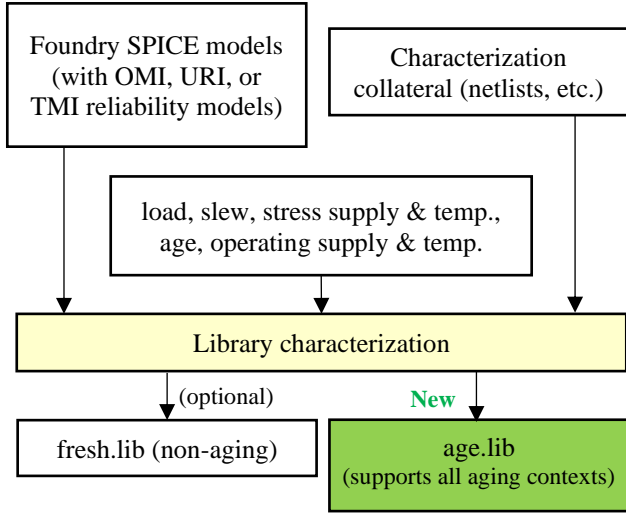 Foundry SPICE models
(with OMI, URI, or
TMI reliability models)
Characterization
collateral (netlists, etc.)
load, slew, stress supply & temp.,
age, operating supply & temp.
Library characterization
(optional)
New
fresh.lib (non-aging)
age.lib
(supports all aging contexts)